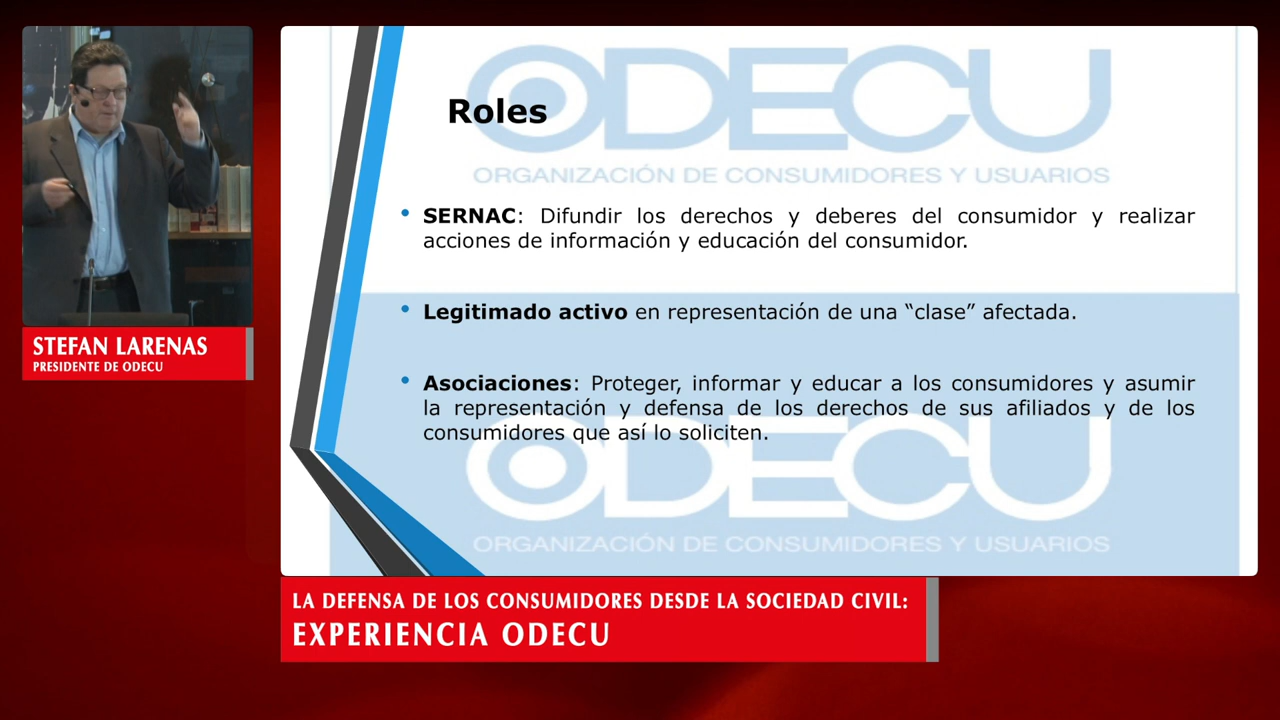 STEFAN LARENAS
PRESIDENTE DE ODECU
ODECU
ORGANIZACIÓN DE CONSUMIDORES Y USUARIOS
Roles
• SERNAC: Difundir los derechos y deberes del consumidor y realizar
acciones de información y educación del consumidor.
• Legitimado activo en representación de una “clase” afectada.
• Asociaciones: Proteger, informar y educar a los consumidores y asumir
la representación y defensa de los derechos de sus afiliados y de los
consumidores que así lo soliciten.
ODECU
ORGANIZACIÓN DE CONSUMIDORES Y USUARIOS
LA DEFENSA DE LOS CONSUMIDORES DESDE LA SOCIEDAD CIVIL:
EXPERIENCIA ODECU